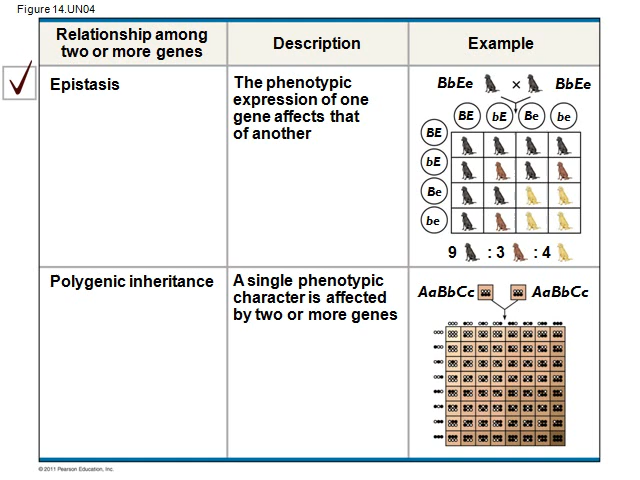 Figure 14.UN04
Relationship among
two or more genes
Description
Example
Epistasis
The phenotypic
expression of one
gene affects that
of another
BbEe × BbEe
BE bE Be be
BE
bE
Be
be
9 : 3 : 4
Polygenic inheritance
A single phenotypic
character is affected
by two or more genes
AaBbCc AaBbCc
© 2011 Pearson Education, Inc.